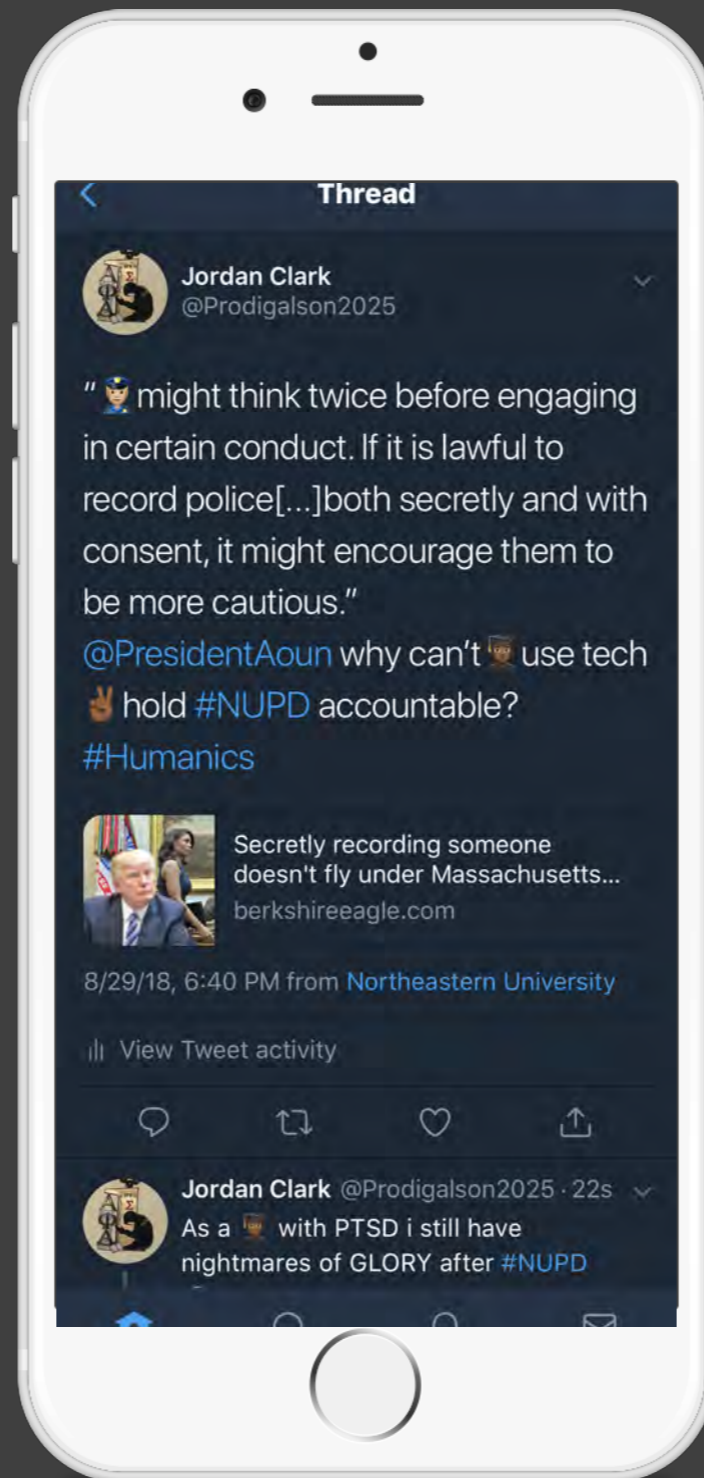 Thread
Jordan Clark
@Prodigalson2025
"👮🏼might think twice before engaging
in certain conduct. If it is lawful to
record police[...]both secretly and with
consent, it might encourage them to
be more cautious."
@PresidentAoun why can't👨🏾‍🎓use tech
✌🏾hold #NUPD accountable?
#Humanics
Secretly recording someone
doesn't fly under Massachusetts...
berkshireeagle.com
8/29/18, 6:40 PM from Northeastern University
View Tweet activity
Jordan Clark @Prodigalson2025 · 22s
As a 👨🏾‍🎓 with PTSD i still have
nightmares of GLORY after #NUPD